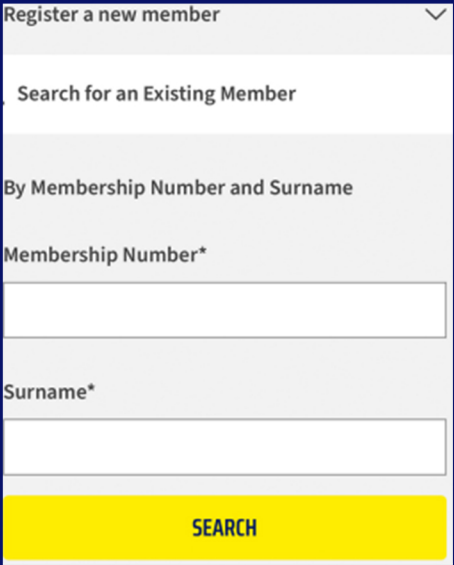 Register a new member
Search for an Existing Member
By Membership Number and Surname
Membership Number*
Surname*
SEARCH